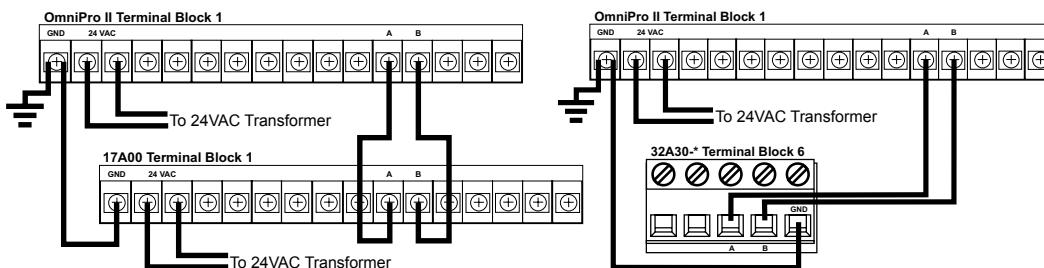 OmniPro II Terminal Block 1
GND 24 VAC A B
To 24VAC Transformer
17A00 Terminal Block 1
GND 24 VAC A B
To 24VAC Transformer
OmniPro II Terminal Block 1
GND 24 VAC A B
To 24VAC Transformer
32A30-* Terminal Block 6
GND
A B